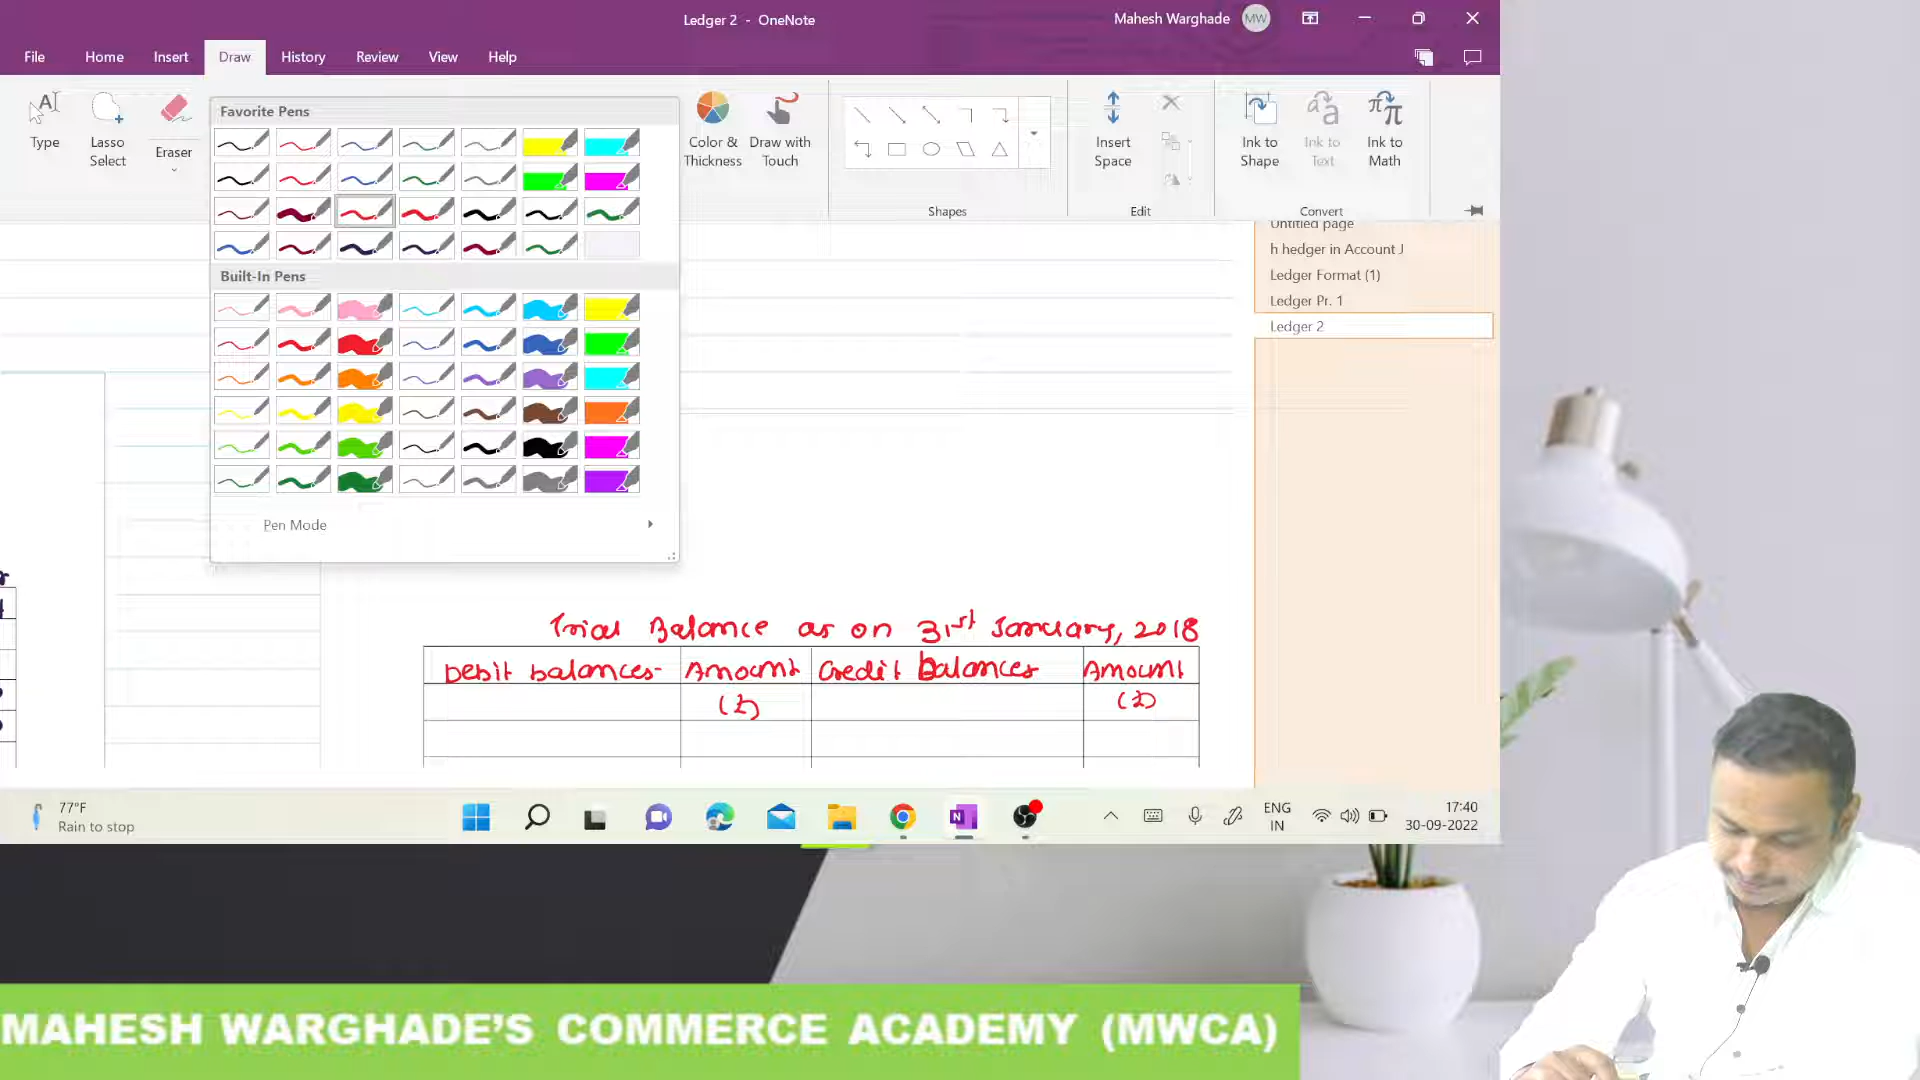 Ledger 2 - OneNote
Mahesh Warghade
MW
File Home Insert Draw History Review View Help
Type
Lasso Select
Eraser
Favorite Pens
Built-In Pens
Pen Mode
Color & Thickness
Draw with Touch
Shapes
Insert Space
Edit
Ink to Shape
Ink to Text
Ink to Math
Convert
Untitled page
h hedger in Account J
Ledger Format (1)
Ledger Pr. 1
Ledger 2
Trial Balance as on 31st January, 2018
Debit balances Amount Credit Balances Amount
77°F
Rain to stop
ENG
IN
17:40
30-09-2022
MAHESH WARGHADE'S COMMERCE ACADEMY (MWCA)